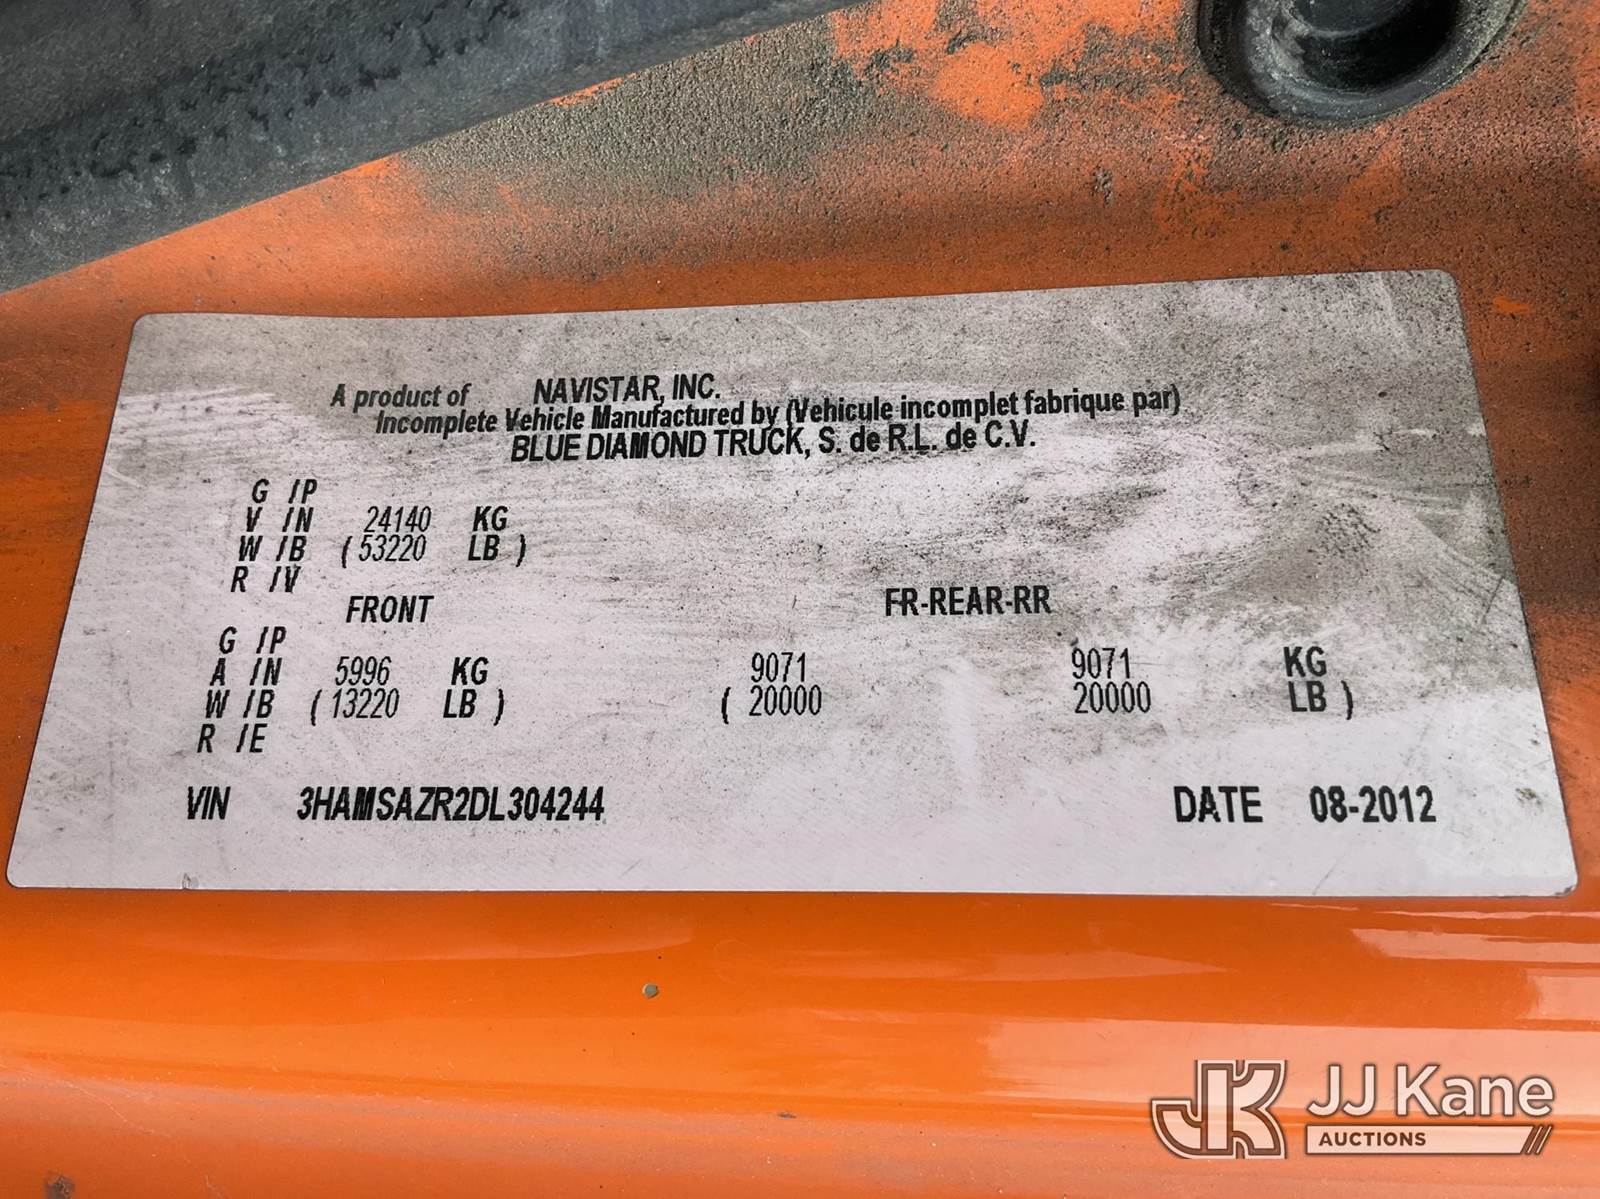 A product of NAVISTAR, INC.
Incomplete Vehicle Manufactured by (Vehicule incomplet fabrique par)
BLUE DIAMOND TRUCK, S. de R.L. de C.V.
G /P
V /N 24140 KG
W /B ( 53220 LB )
R /V
FRONT FR-REAR-RR
G /P
A /N 5996 KG 9071 9071 KG
W /B ( 13220 LB ) ( 20000 20000 LB )
R /E
VIN 3HAMSAZR2DL304244 DATE 08-2012
JK JJ Kane
AUCTIONS